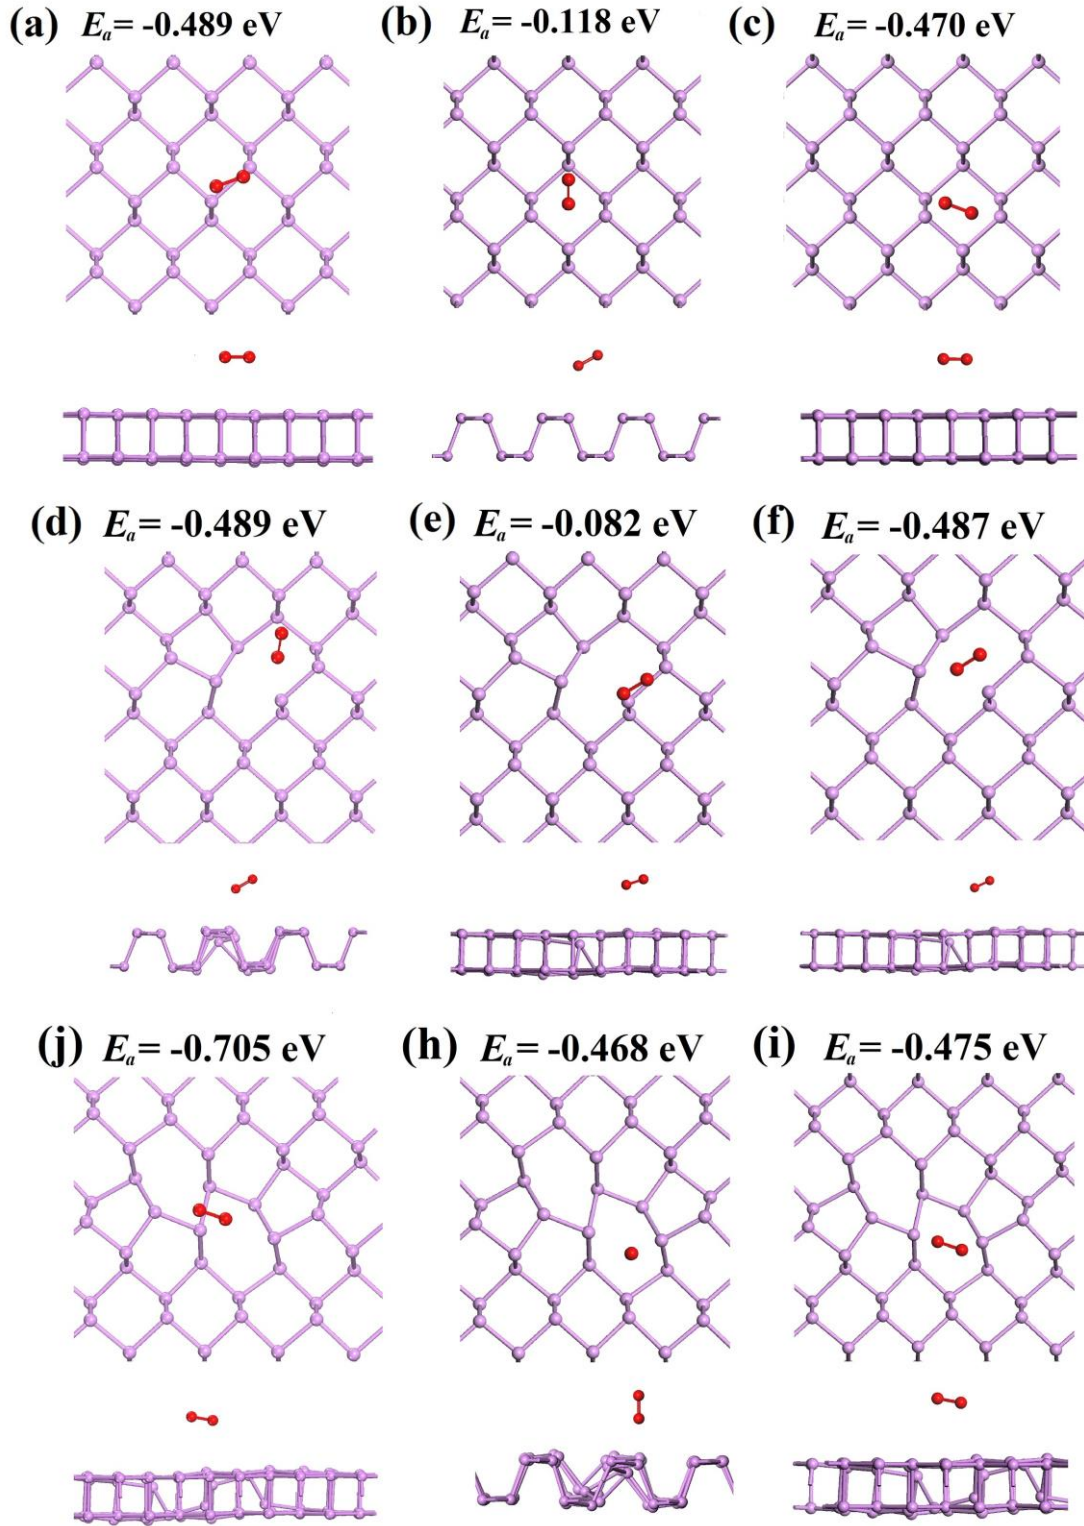 (a) Ea = -0.489 eV
(b) Ea = -0.118 eV
(c) Ea = -0.470 eV
(d) Ea = -0.489 eV
(e) Ea = -0.082 eV
(f) Ea = -0.487 eV
(j) Ea = -0.705 eV
(h) Ea = -0.468 eV
(i) Ea = -0.475 eV